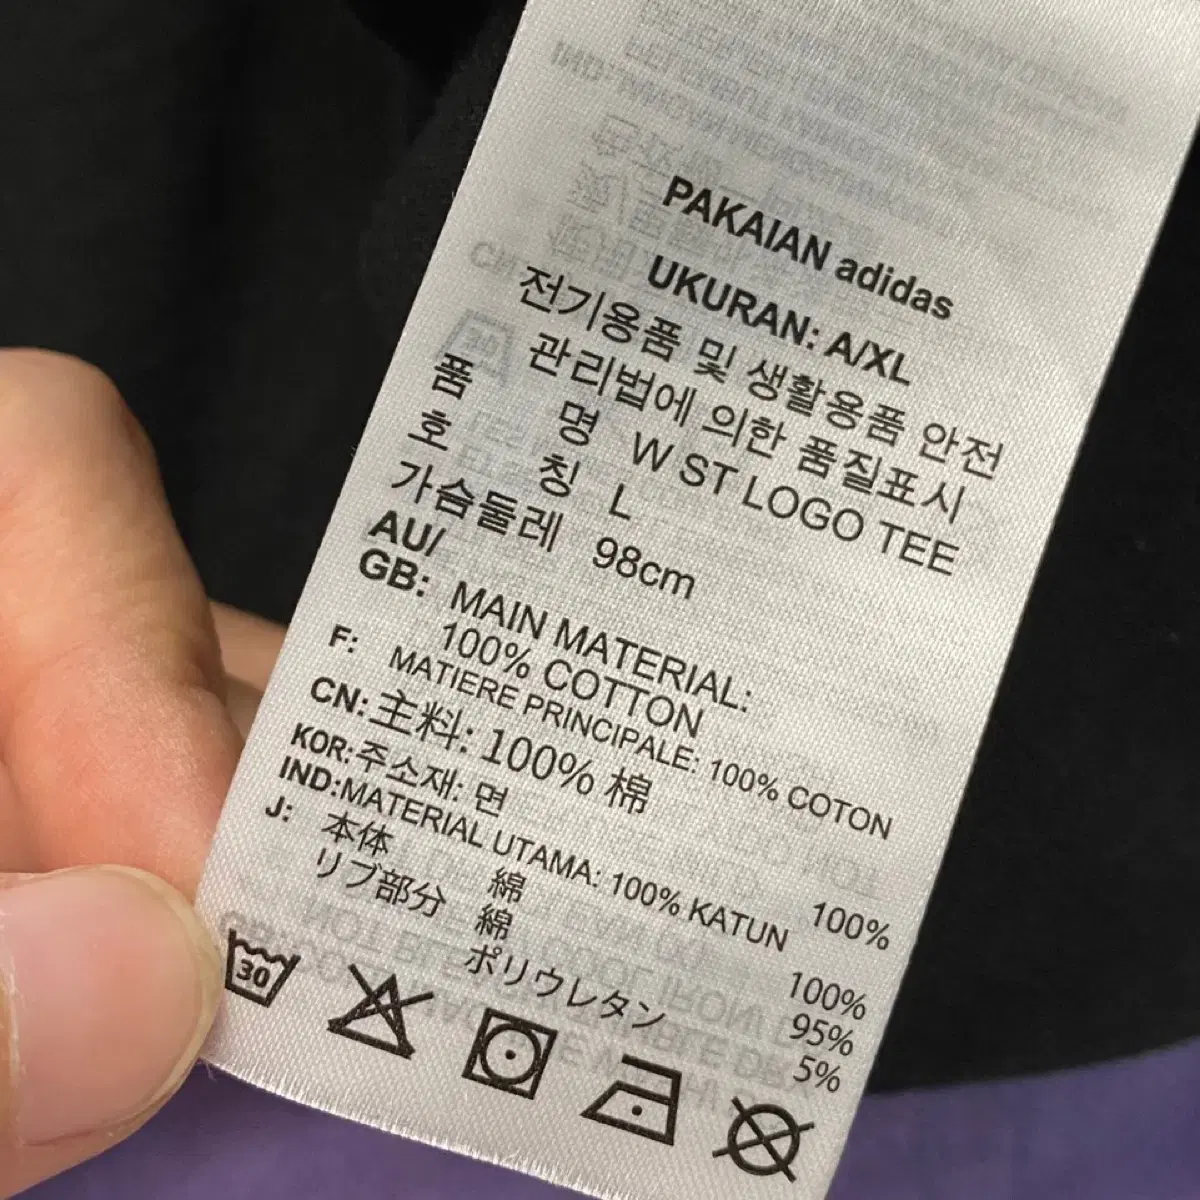 PAKAIAN adidas
UKURAN: A/XL
전기용품 및 생활용품 안전
관리법에 의한 품질표시
품 명 W ST LOGO TEE
호 칭 L
가슴둘레 98cm
AU/
GB: MAIN MATERIAL:
100% COTTON
F: MATIERE PRINCIPALE: 100% COTON
CN: 主料: 100% 棉
KOR: 주소재: 면 100%
IND:MATERIAL UTAMA: 100% KATUN
J: 本体 綿 100%
リブ部分 綿 95%
ポリウレタン 5%
30